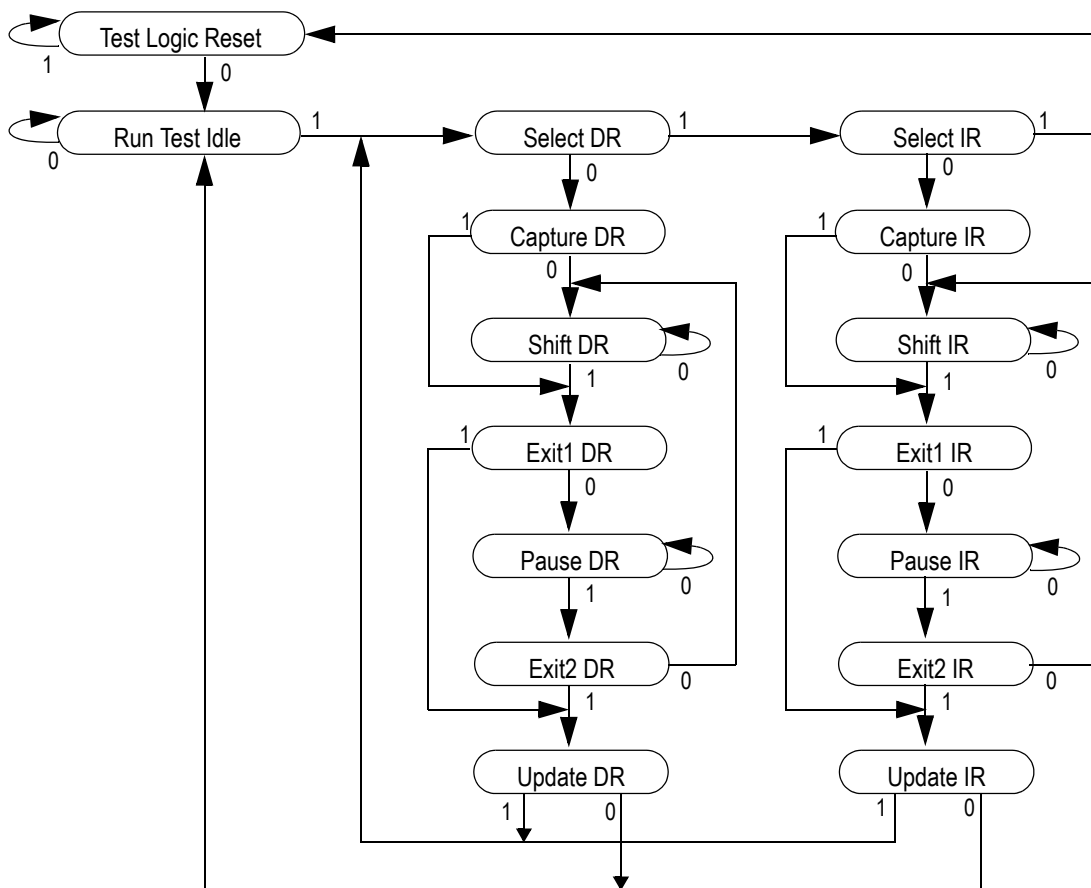 Test Logic Reset
1
0
Run Test Idle
1
Select DR
1
Select IR
1
0
0
0
1
Capture DR
1
Capture IR
0
0
Shift DR
Shift IR
0
0
1
1
1
Exit1 DR
1
Exit1 IR
0
0
Pause DR
Pause IR
0
0
1
1
Exit2 DR
Exit2 IR
0
0
1
1
Update DR
Update IR
1
0
1
0